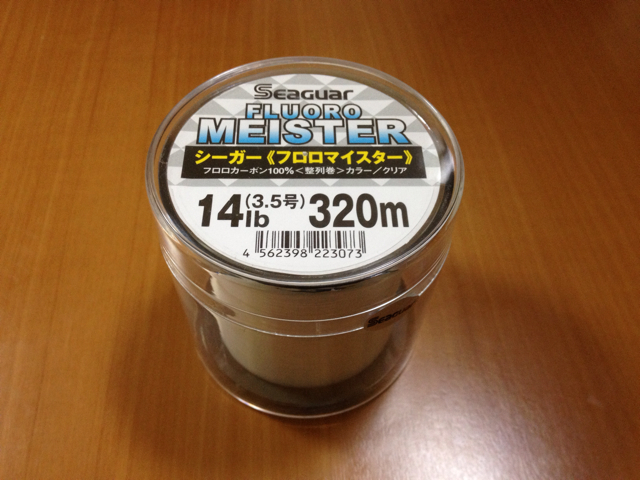 Seaguar
FLUORO
MEISTER
シーガー《フロロマイスター》
フロロカーボン100%<整列巻>カラー/クリア
14lb (3.5号) 320m
4 562398 223073
Seaguar